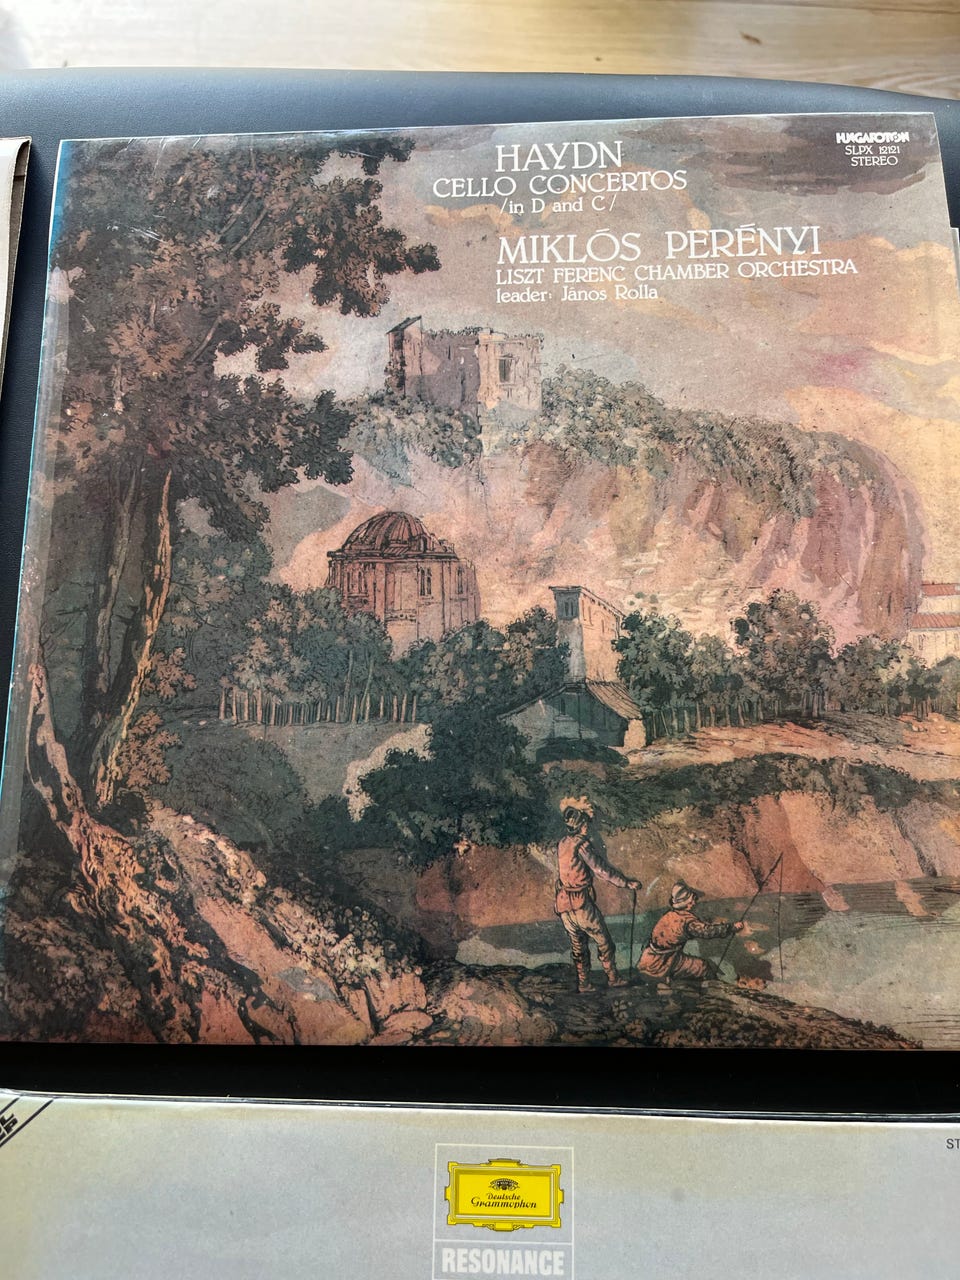 HUNGAROTON
SLPX 12121
STEREO
HAYDN
CELLO CONCERTOS
/in D and C/
MIKLÓS PERÉNYI
LISZT FERENC CHAMBER ORCHESTRA
leader: János Rolla
ST
Deutsche
Grammophon
RESONANCE